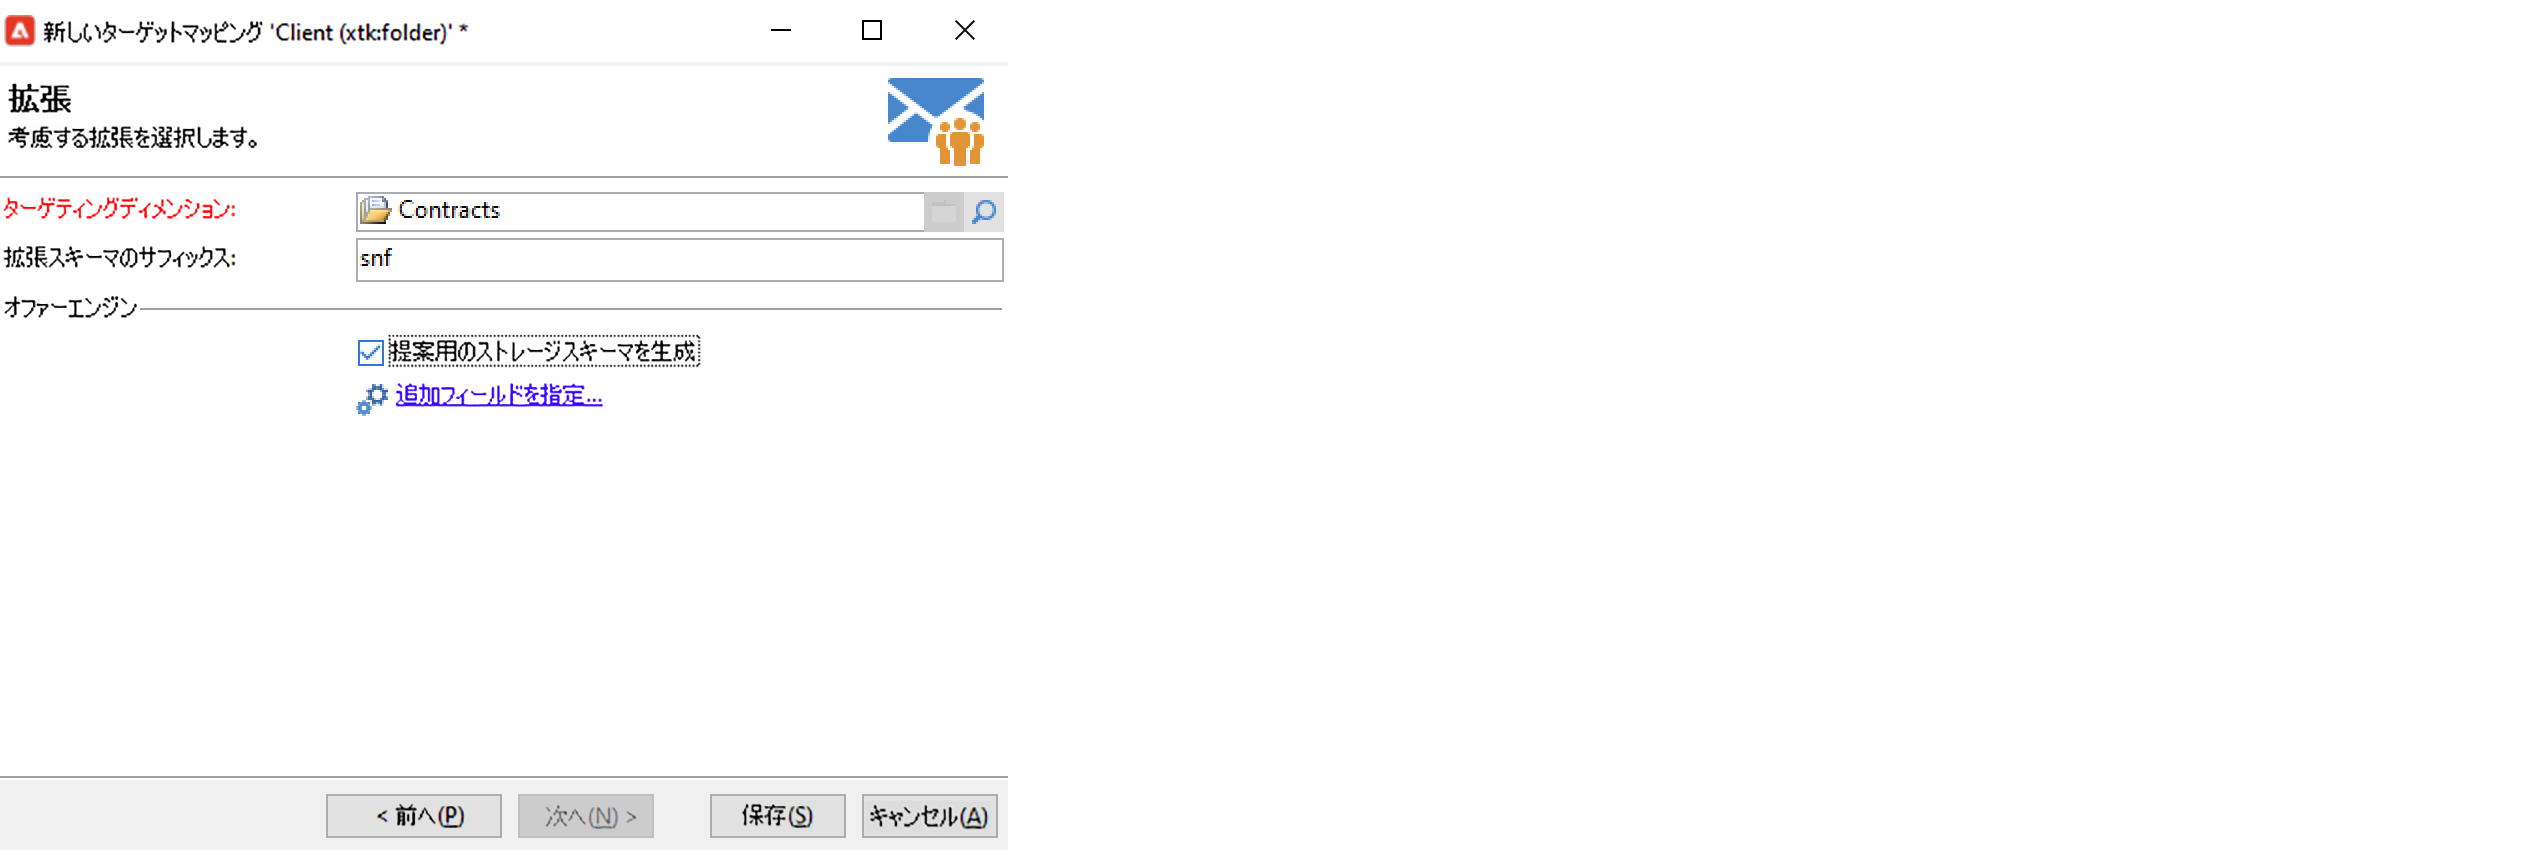 新しいターゲットマッピング 'Client (xtk:folder)' *
拡張
考慮する拡張を選択します。
ターゲティングディメンション: Contracts
拡張スキーマのサフィックス: snf
オファーエンジン
提案用のストレージスキーマを生成
追加フィールドを指定...
< 前へ(P) 次へ(N) > 保存(S) キャンセル(A)